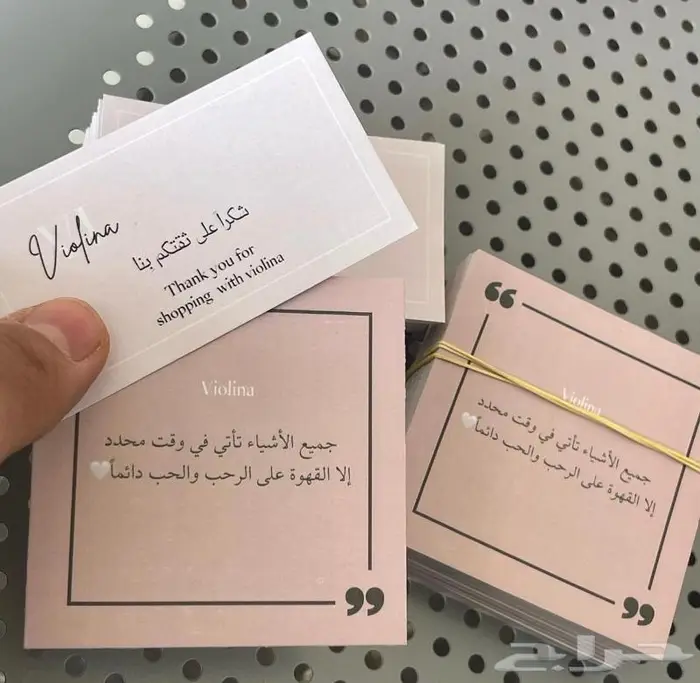 Violina
شكراً على ثقتكم بنا
Thank you for
shopping with violina
Violina
جميع الأشياء تأتي في وقت محدد
إلا القهوة على الرحب والحب دائماً🤍
Violina
جميع الأشياء تأتي في وقت محدد
إلا القهوة على الرحب والحب دائماً🤍
حراج